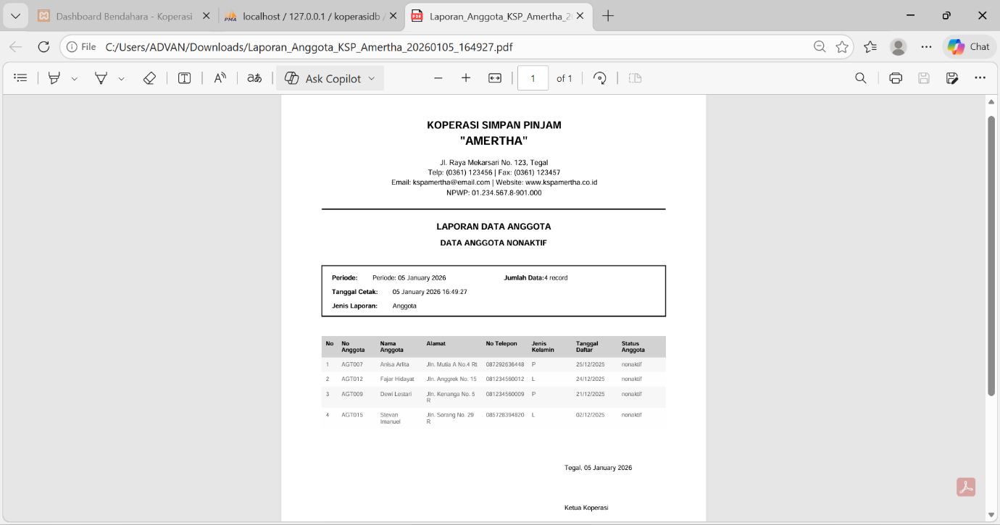 Dashboard Bendahara - Koperasi
localhost / 127.0.0.1 / koperasidb /
PDF Laporan_Anggota_KSP_Amertha_2
PMA
File C:/Users/ADVAN/Downloads/Laporan_Anggota_KSP_Amertha_20260105_164927.pdf
Chat
Ask Copilot
1 of 1
KOPERASI SIMPAN PINJAM
"AMERTHA"
Jl. Raya Mekarsari No. 123, Tegal
Telp: (0361) 123456 | Fax: (0361) 123457
Email: kspamertha@email.com | Website: www.kspamertha.co.id
NPWP: 01.234.567.8-901.000
LAPORAN DATA ANGGOTA
DATA ANGGOTA NONAKTIF
Periode: Periode: 05 January 2026 Jumlah Data:4 record
Tanggal Cetak: 05 January 2026 16:49:27
Jenis Laporan: Anggota
No No Nama Alamat No Telepon Jenis Tanggal Status
Anggota Anggota Kelamin Daftar Anggota
1 AGT007 Anisa Arlita Jln. Mutia A No.4 Rt 087292636448 P 25/12/2025 nonaktif
2 AGT012 Fajar Hidayat Jln. Anggrek No. 15 081234560012 L 24/12/2025 nonaktif
3 AGT009 Dewi Lestari Jln. Kenanga No. 5 081234560009 P 21/12/2025 nonaktif
R
4 AGT015 Stevan Jln. Sorang No. 29 085728394820 L 02/12/2025 nonaktif
Imanuel R
Tegal, 05 January 2026
Ketua Koperasi